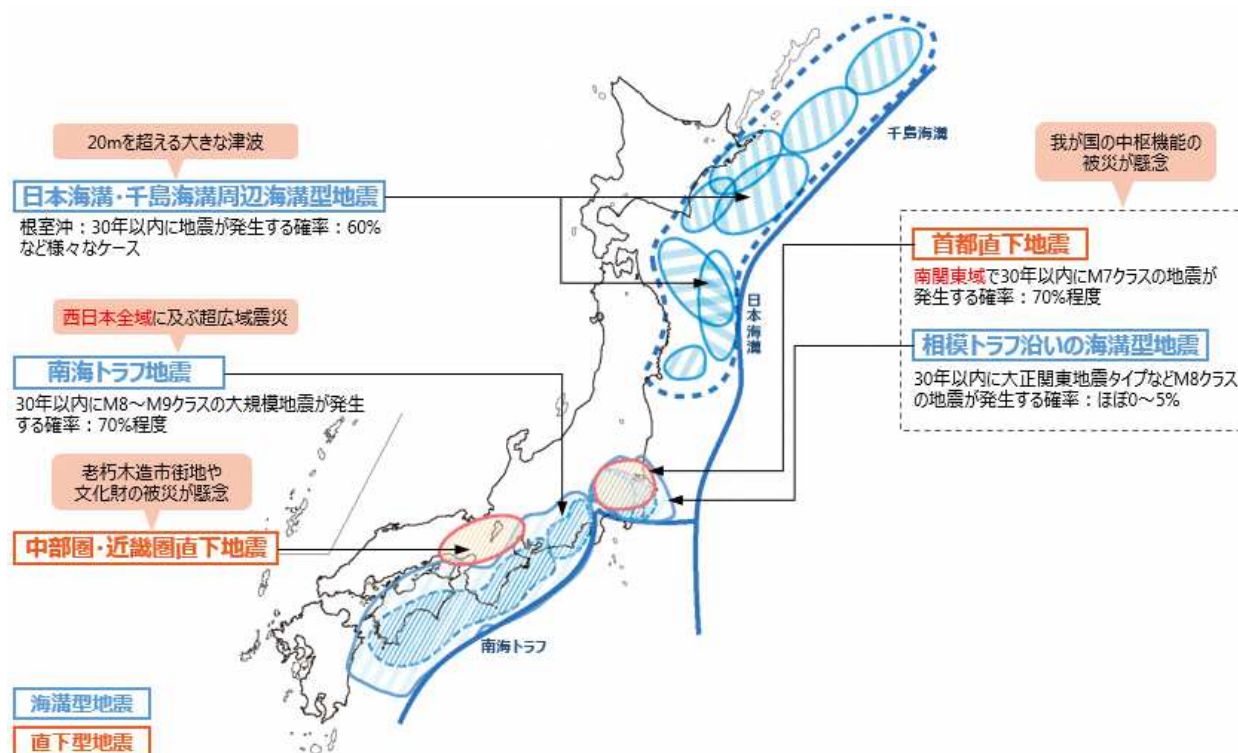 20mを超える大きな津波
日本海溝・千島海溝周辺海溝型地震
根室沖：30年以内に地震が発生する確率：60%
など様々なケース
西日本全域に及ぶ超広域震災
南海トラフ地震
30年以内にM8～M9クラスの大規模地震が発生
する確率：70%程度
老朽木造市街地や
文化財の被災が懸念
中部圏・近畿圏直下地震
海溝型地震
直下型地震
千島海溝
日本海溝
南海トラフ
我が国の中枢機能の
被災が懸念
首都直下地震
南関東域で30年以内にM7クラスの地震が
発生する確率：70%程度
相模トラフ沿いの海溝型地震
30年以内に大正関東地震タイプなどM8クラス
の地震が発生する確率：ほぼ0～5%